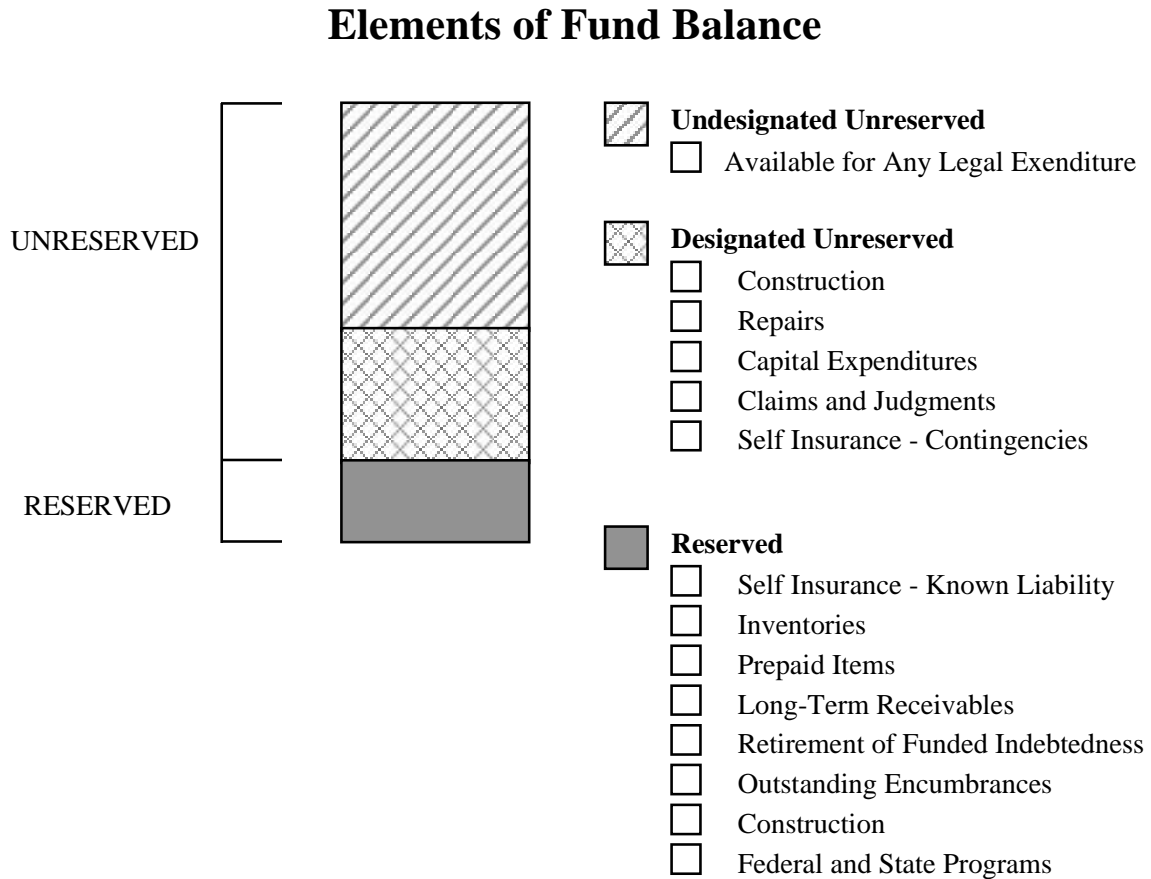 Elements of Fund Balance
UNRESERVED
RESERVED
Undesignated Unreserved
Available for Any Legal Exenditure
Designated Unreserved
Construction
Repairs
Capital Expenditures
Claims and Judgments
Self Insurance - Contingencies
Reserved
Self Insurance - Known Liability
Inventories
Prepaid Items
Long-Term Receivables
Retirement of Funded Indebtedness
Outstanding Encumbrances
Construction
Federal and State Programs